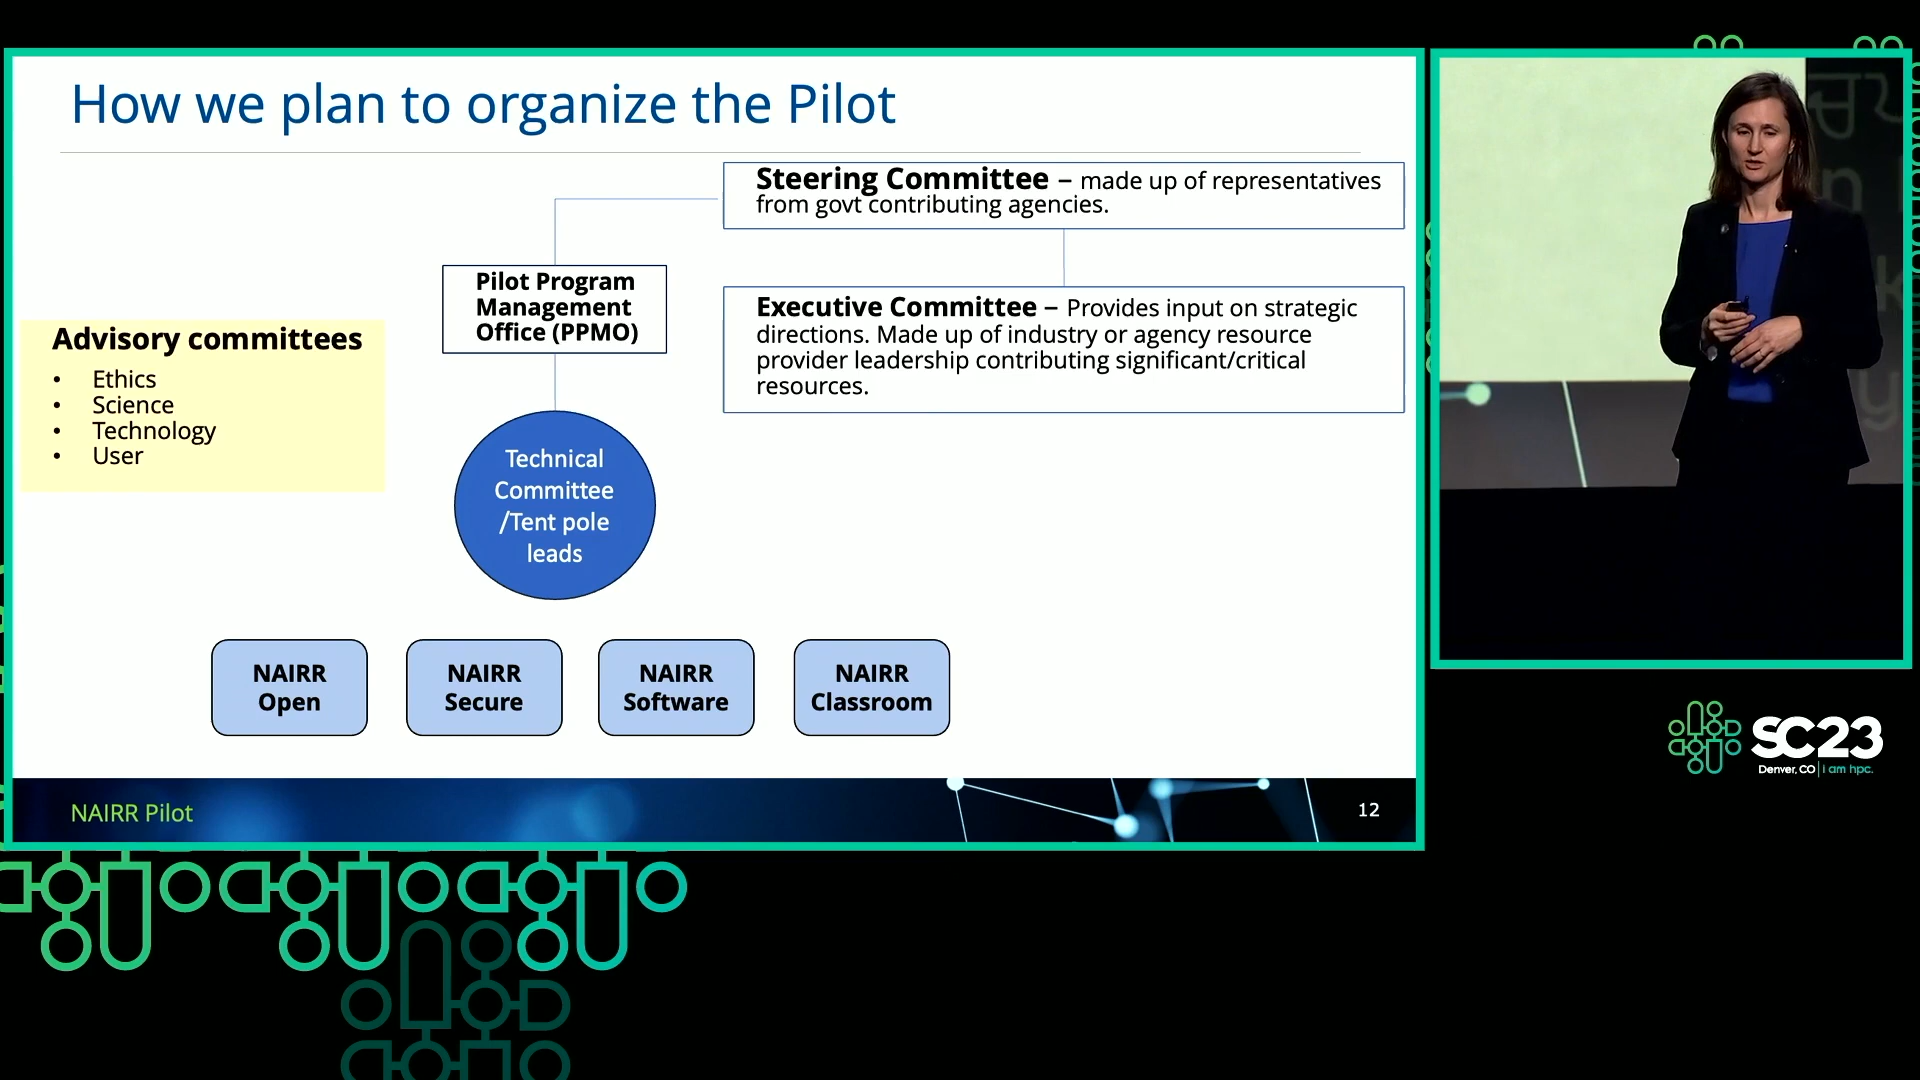 How we plan to organize the Pilot
Steering Committee – made up of representatives
from govt contributing agencies.
Pilot Program
Management
Office (PPMO)
Executive Committee – Provides input on strategic
directions. Made up of industry or agency resource
provider leadership contributing significant/critical
resources.
Advisory committees
• Ethics
• Science
• Technology
• User
Technical
Committee
/Tent pole
leads
NAIRR
Open
NAIRR
Secure
NAIRR
Software
NAIRR
Classroom
NAIRR Pilot
12
SC23
Denver, CO | i am hpc.